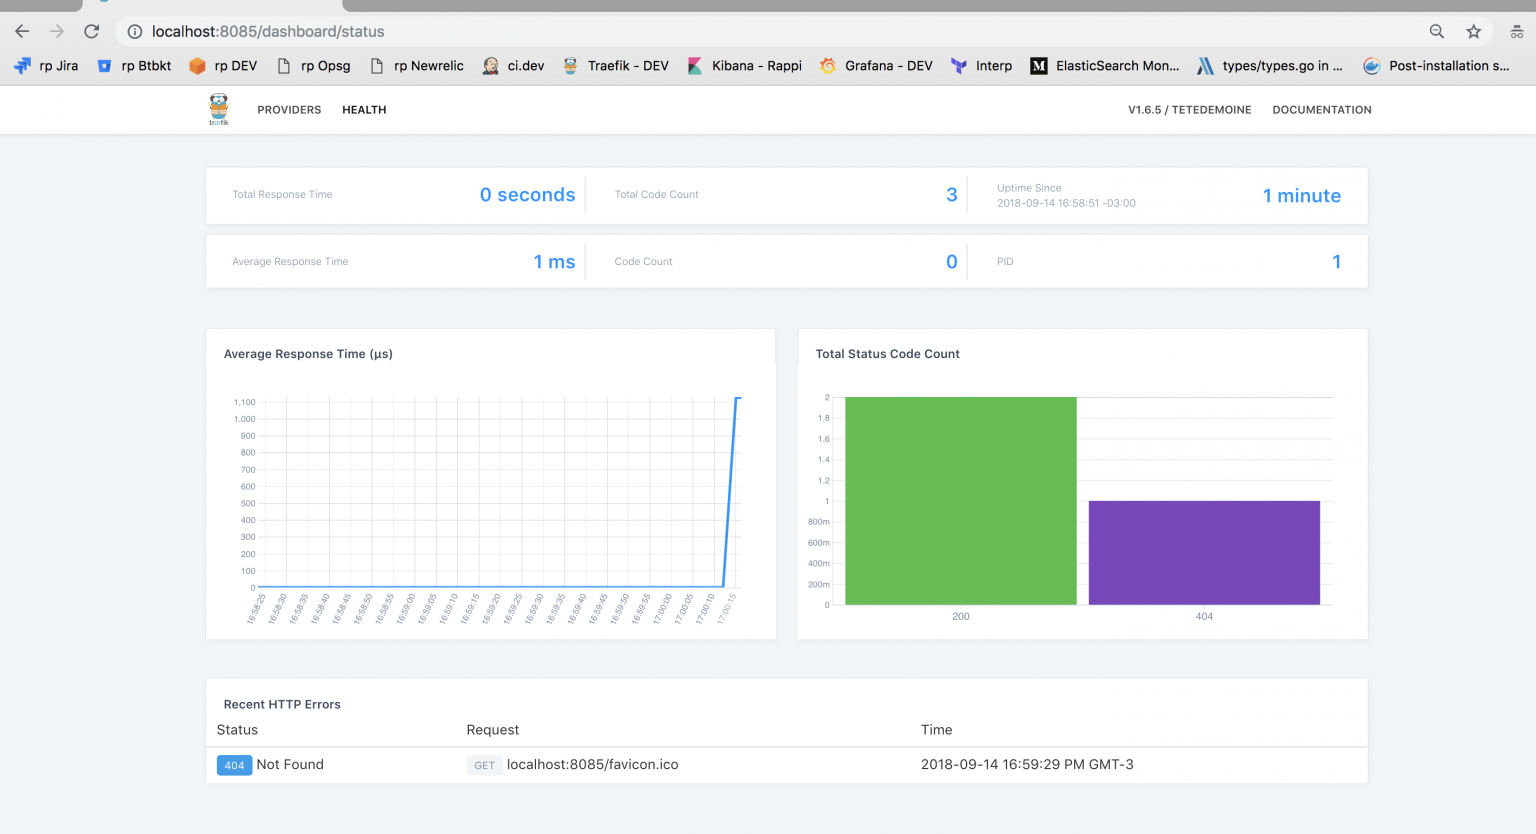 localhost:8085/dashboard/status
rp Jira rp Btbkt rp DEV rp Opsg rp Newrelic ci.dev Traefik - DEV Kibana - Rappi Grafana - DEV Interp ElasticSearch Mon... types/types.go in ... Post-installation s...
træfik PROVIDERS HEALTH V1.6.5 / TETEDEMOINE DOCUMENTATION
Total Response Time 0 seconds Total Code Count 3 Uptime Since
2018-09-14 16:58:51 -03:00 1 minute
Average Response Time 1 ms Code Count 0 PID 1
Average Response Time (µs)
1,100
1,000
900
800
700
600
500
400
300
200
100
0
16:58:25 16:58:30 16:58:35 16:58:40 16:58:45 16:58:50 16:58:55 16:59:00 16:59:05 16:59:10 16:59:15 16:59:20 16:59:25 16:59:30 16:59:35 16:59:40 16:59:45 16:59:50 16:59:55 17:00:00 17:00:05 17:00:10 17:00:15
Total Status Code Count
2
1.8
1.6
1.4
1.2
1
800m
600m
400m
200m
0
200 404
Recent HTTP Errors
Status Request Time
404 Not Found GET localhost:8085/favicon.ico 2018-09-14 16:59:29 PM GMT-3